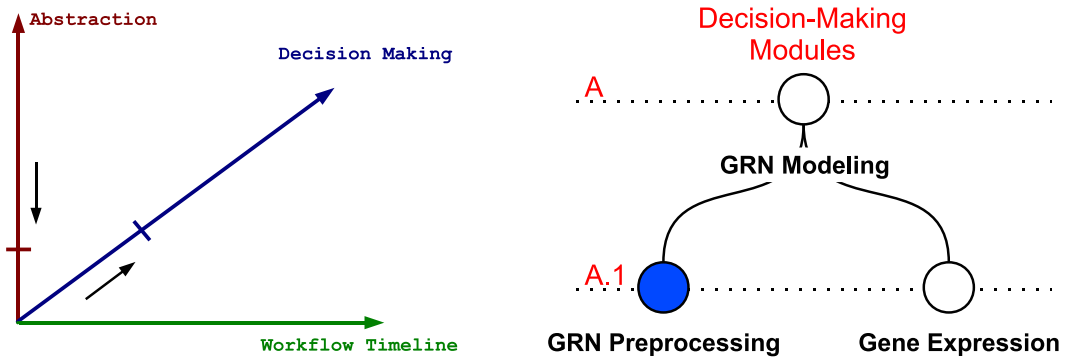 Abstraction
Decision Making
Workflow Timeline
Decision-Making
Modules
A
GRN Modeling
A.1
GRN Preprocessing
Gene Expression